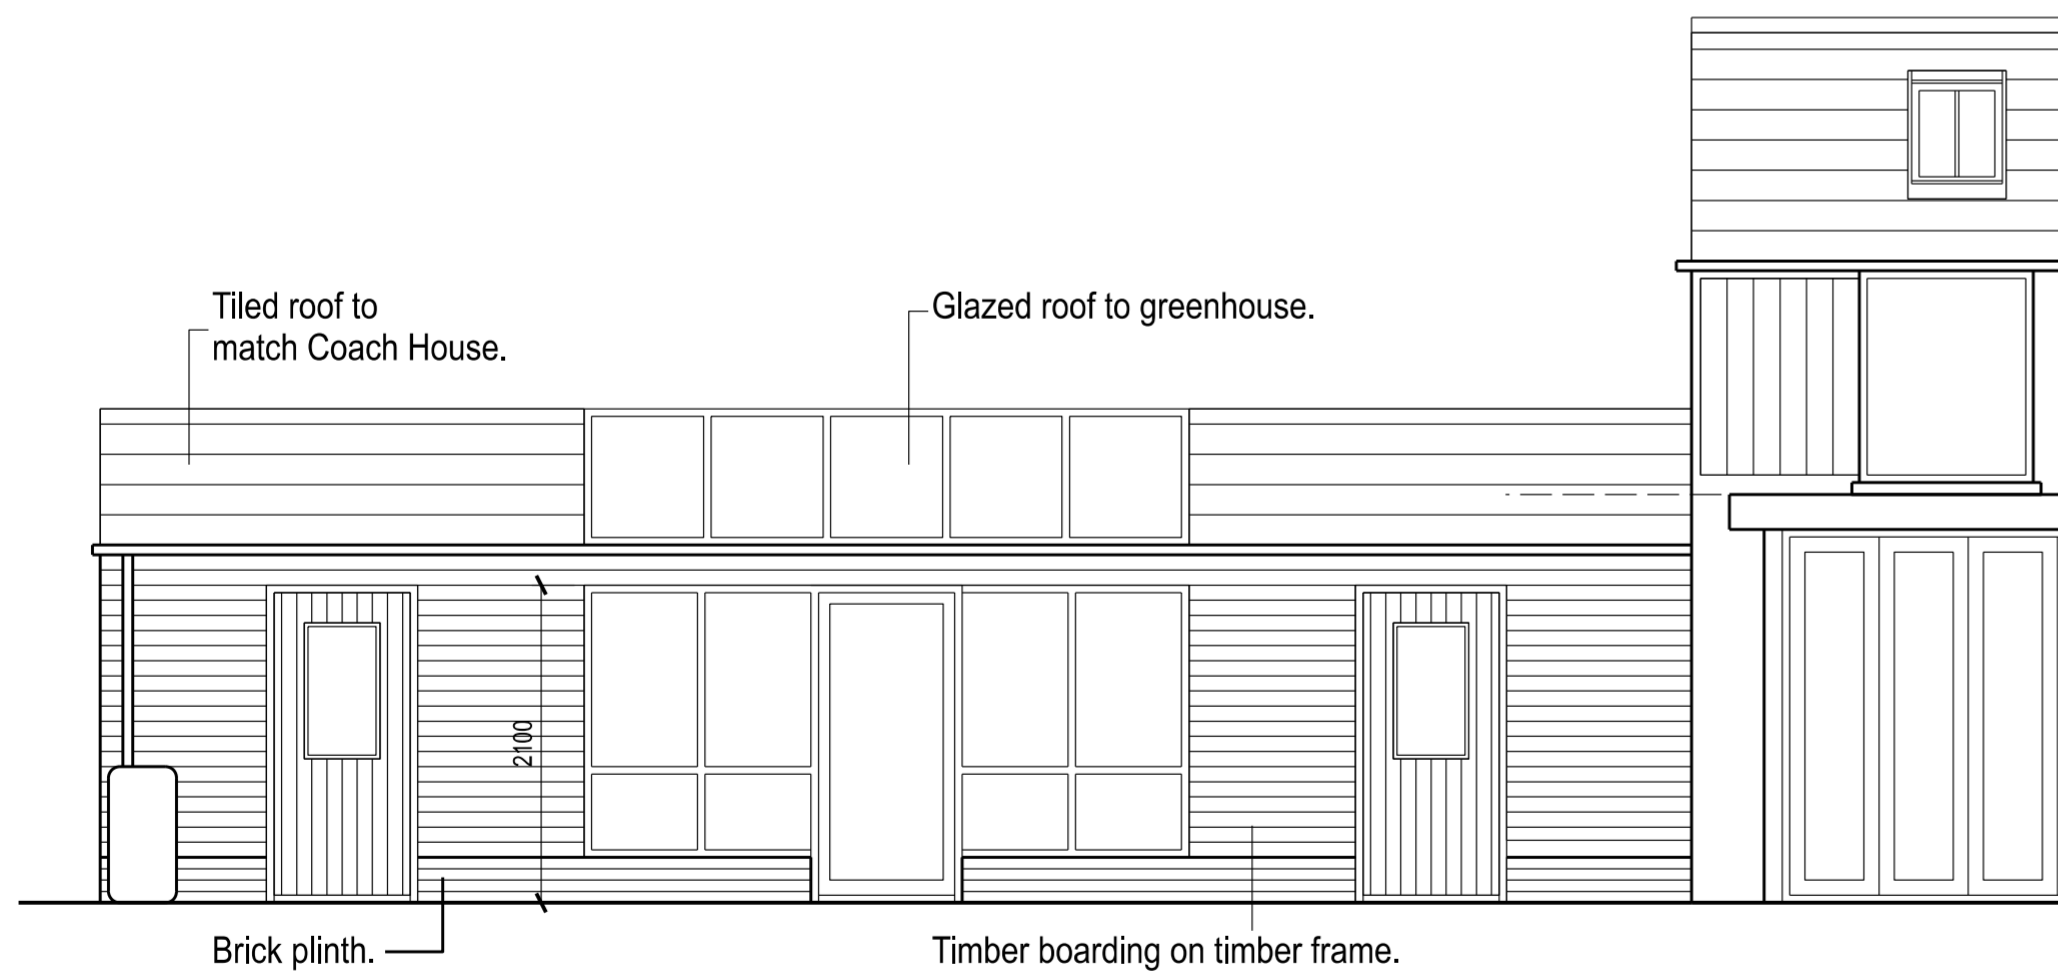 Tiled roof to
match Coach House.
Glazed roof to greenhouse.
2100
Brick plinth.
Timber boarding on timber frame.